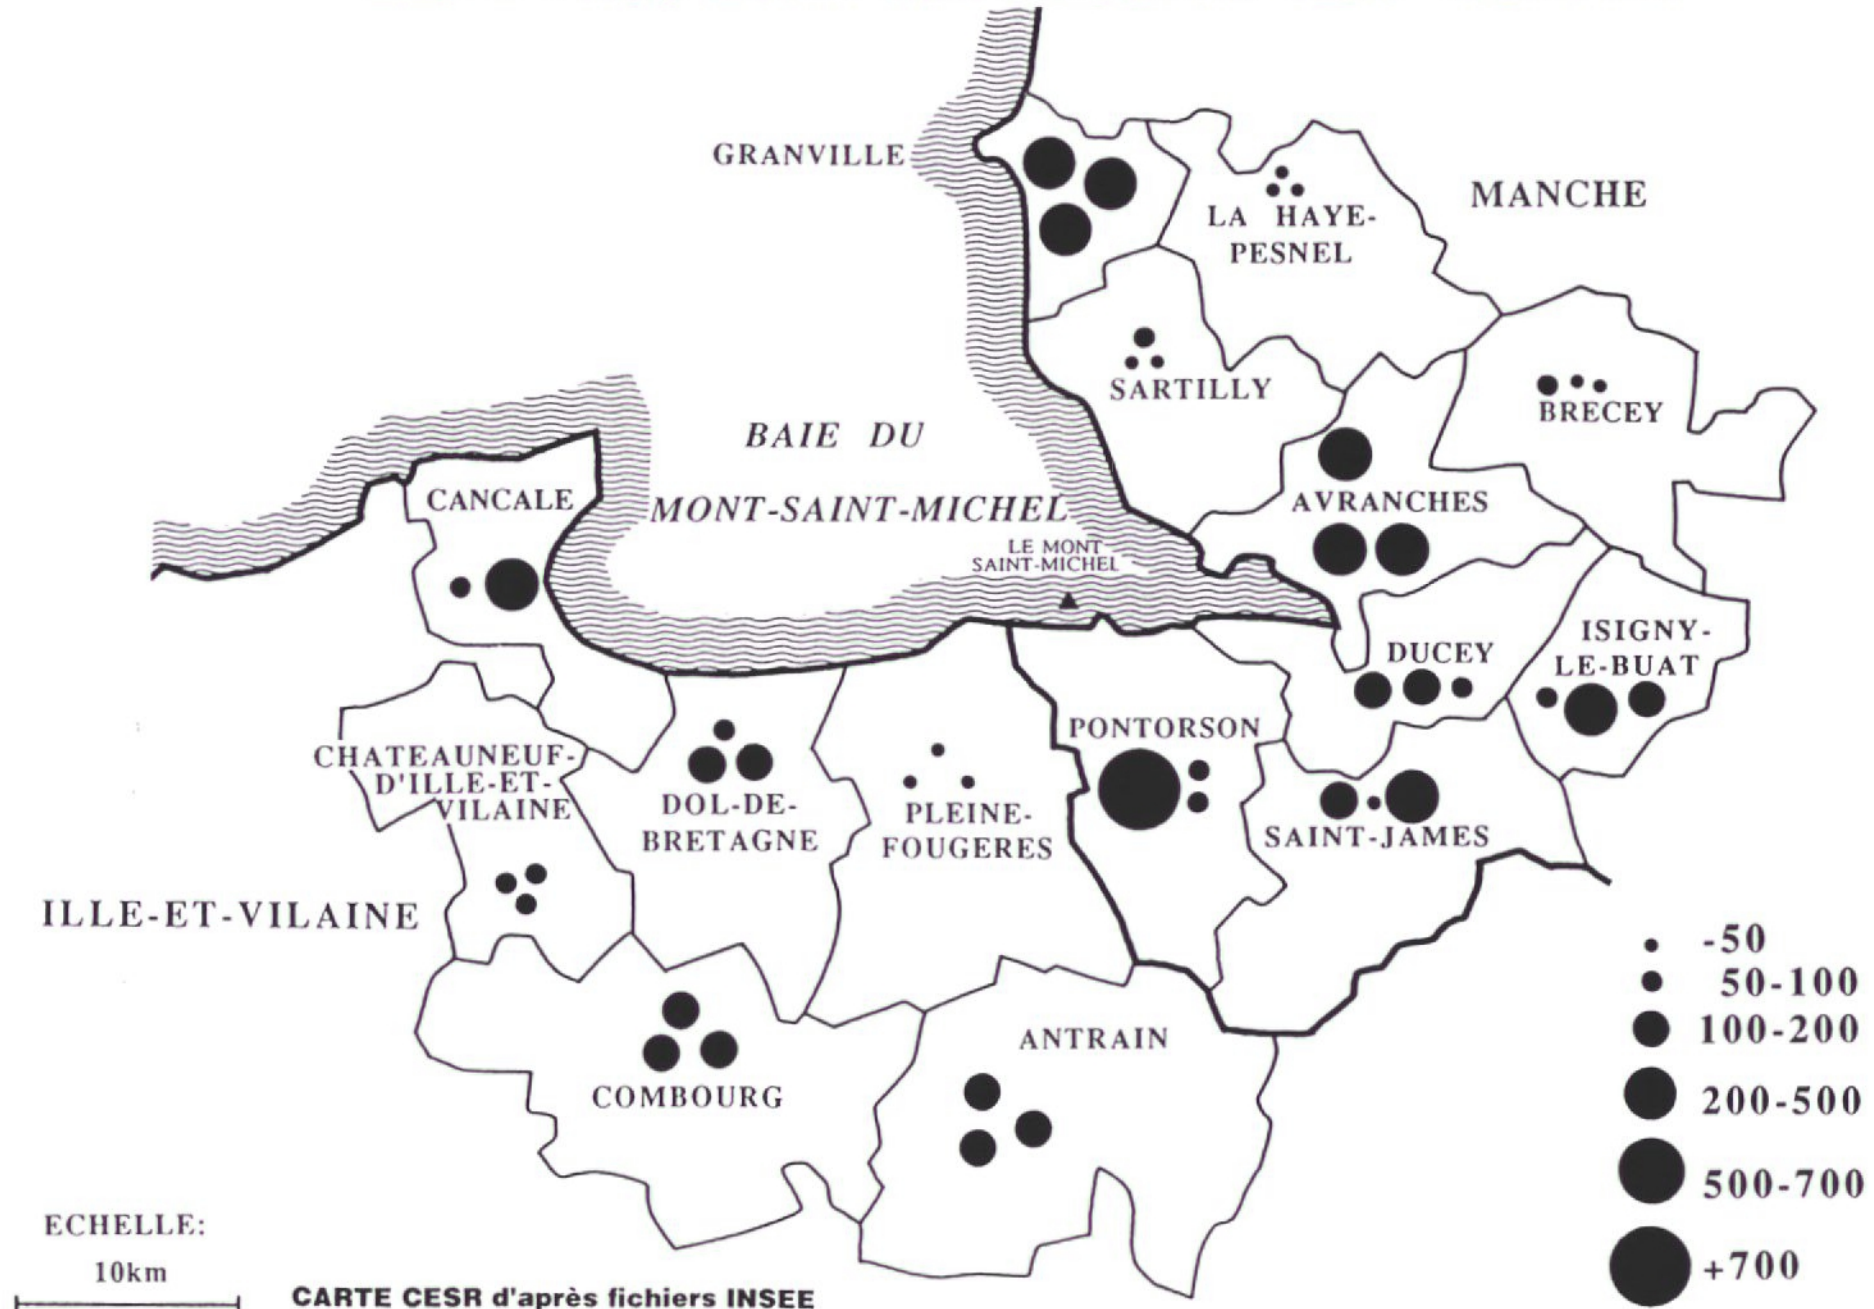 GRANVILLE
MANCHE
LA HAYE-
PESNEL
SARTILLY
BRECEY
BAIE DU
MONT-SAINT-MICHEL
CANCALE
AVRANCHES
LE MONT
SAINT-MICHEL
ISIGNY-
LE-BUAT
DUCEY
PONTORSON
CHATEAUNEUF-
D'ILLE-ET-
VILAINE
DOL-DE-
BRETAGNE
PLEINE-
FOUGERES
SAINT-JAMES
ILLE-ET-VILAINE
ANTRAIN
COMBOURG
-50
50-100
100-200
200-500
500-700
+700
ECHELLE:
10km
CARTE CESR d'après fichiers INSEE